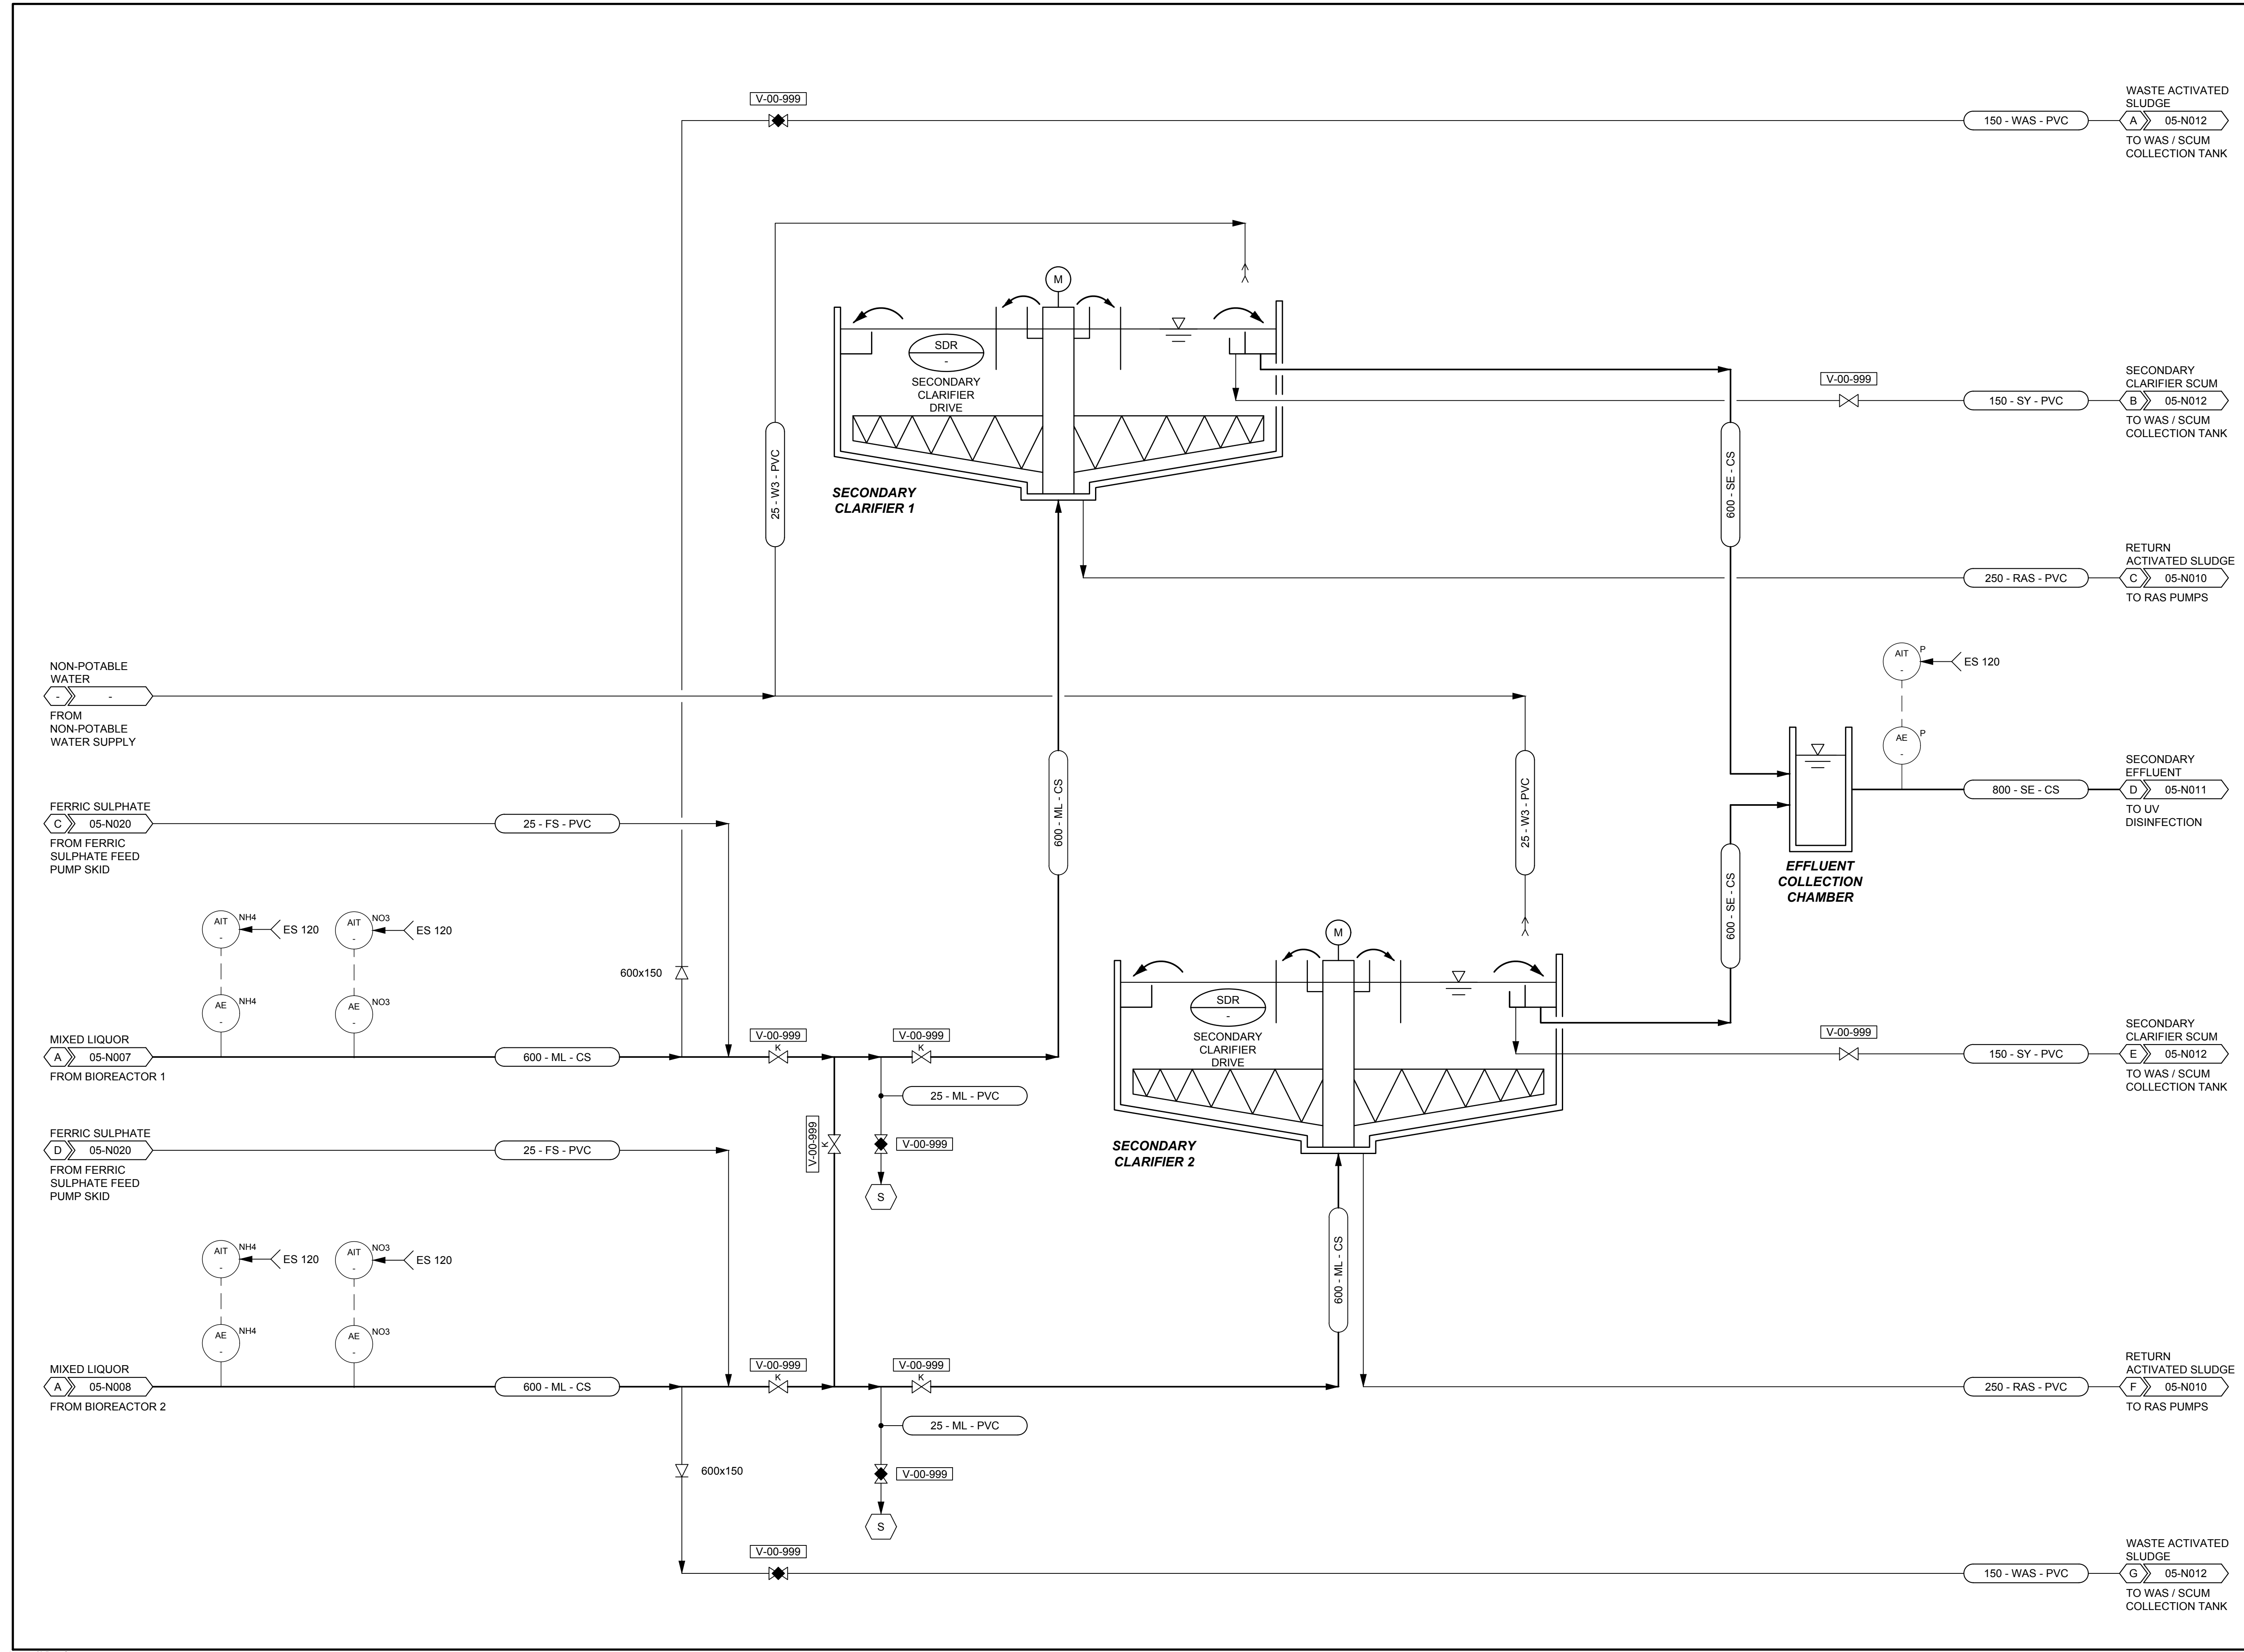 V-00-999
WASTE ACTIVATED
SLUDGE
150 - WAS - PVC
A 05-N012
TO WAS / SCUM
COLLECTION TANK
M
SDR
-
SECONDARY
CLARIFIER
DRIVE
25 - W3 - PVC
SECONDARY
CLARIFIER 1
V-00-999
SECONDARY
CLARIFIER SCUM
150 - SY - PVC
B 05-N012
TO WAS / SCUM
COLLECTION TANK
600 - SE - CS
RETURN
ACTIVATED SLUDGE
250 - RAS - PVC
C 05-N010
TO RAS PUMPS
NON-POTABLE
WATER
- -
FROM
NON-POTABLE
WATER SUPPLY
AIT
-
P
ES 120
AE
-
P
600 - ML - CS
25 - W3 - PVC
SECONDARY
EFFLUENT
800 - SE - CS
D 05-N011
TO UV
DISINFECTION
FERRIC SULPHATE
C 05-N020
25 - FS - PVC
FROM FERRIC
SULPHATE FEED
PUMP SKID
EFFLUENT
COLLECTION
CHAMBER
600 - SE - CS
AIT
-
NH4
ES 120
AIT
-
NO3
ES 120
AE
-
NH4
AE
-
NO3
600x150
M
SDR
-
SECONDARY
CLARIFIER
DRIVE
SECONDARY
CLARIFIER 2
MIXED LIQUOR
A 05-N007
600 - ML - CS
FROM BIOREACTOR 1
V-00-999
K
V-00-999
K
25 - ML - PVC
V-00-999
K
V-00-999
S
V-00-999
SECONDARY
CLARIFIER SCUM
150 - SY - PVC
E 05-N012
TO WAS / SCUM
COLLECTION TANK
FERRIC SULPHATE
D 05-N020
25 - FS - PVC
FROM FERRIC
SULPHATE FEED
PUMP SKID
600 - ML - CS
AIT
-
NH4
ES 120
AIT
-
NO3
ES 120
AE
-
NH4
AE
-
NO3
MIXED LIQUOR
A 05-N008
600 - ML - CS
FROM BIOREACTOR 2
V-00-999
K
V-00-999
K
25 - ML - PVC
V-00-999
S
600x150
RETURN
ACTIVATED SLUDGE
250 - RAS - PVC
F 05-N010
TO RAS PUMPS
V-00-999
WASTE ACTIVATED
SLUDGE
150 - WAS - PVC
G 05-N012
TO WAS / SCUM
COLLECTION TANK